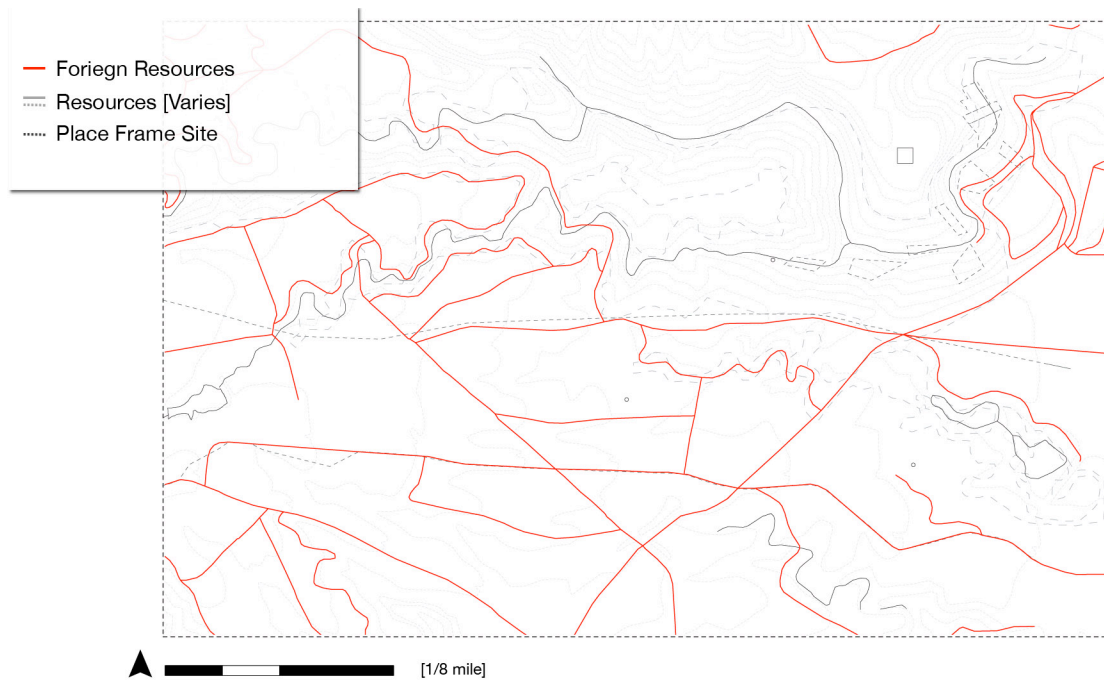 Foriegn Resources
Resources [Varies]
Place Frame Site
[1/8 mile]